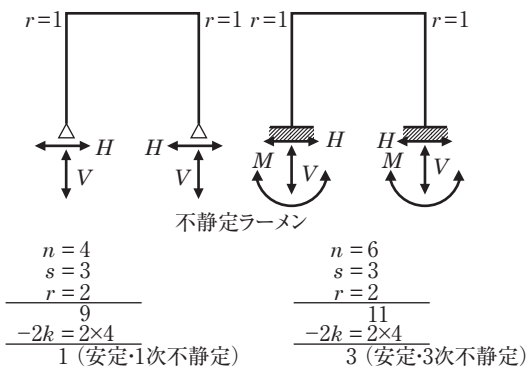 r=1 r=1 r=1 r=1
H H H H
V V M V M V
不静定ラーメン
n=4
s=3
r=2
9
−2k=2×4
1 (安定・1次不静定)
n=6
s=3
r=2
11
−2k=2×4
3 (安定・3次不静定)